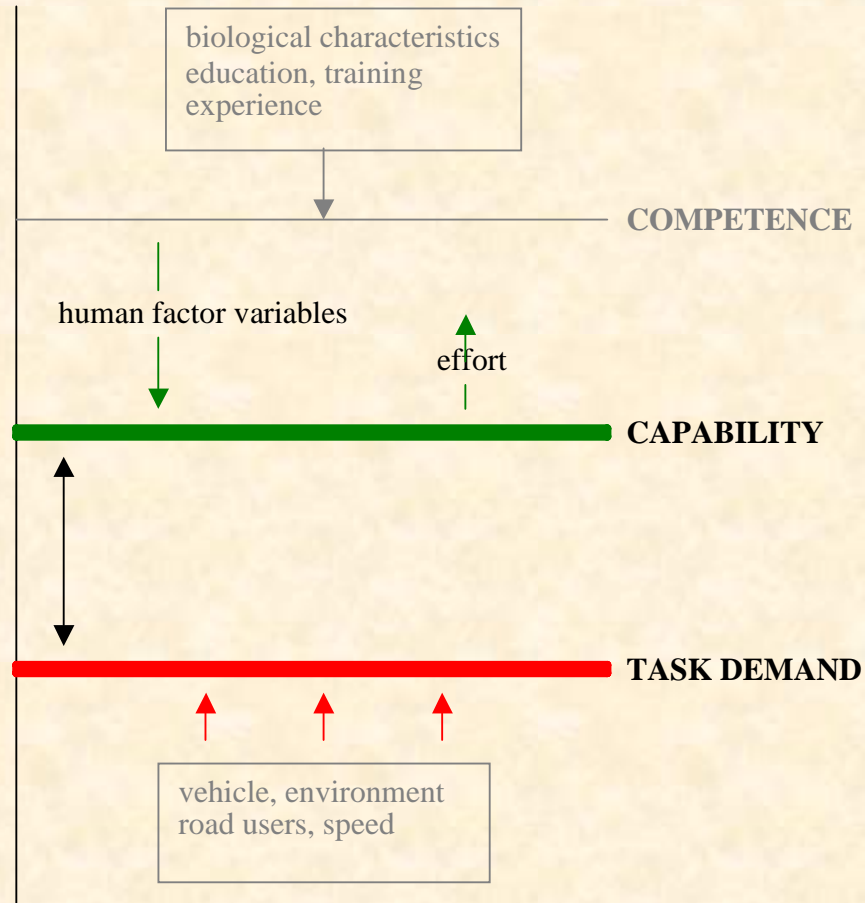 biological characteristics
education, training
experience
COMPETENCE
human factor variables
effort
CAPABILITY
TASK DEMAND
vehicle, environment
road users, speed